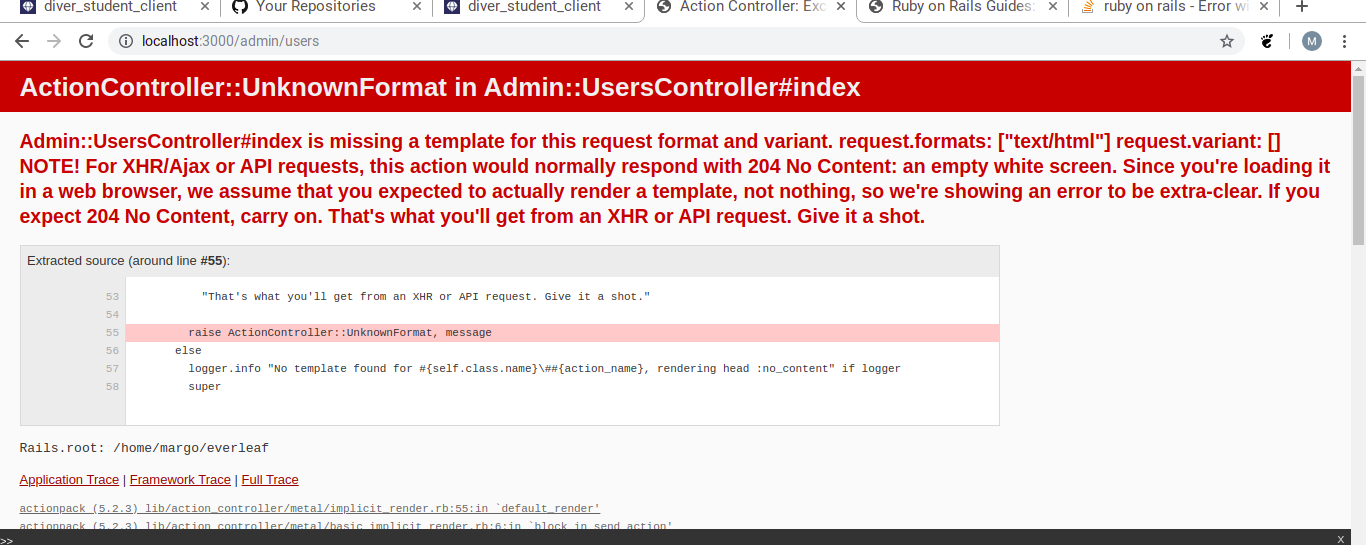 diver_student_client
Your Repositories
diver_student_client
Action Controller: Exc
Ruby on Rails Guides:
ruby on rails - Error wi
localhost:3000/admin/users
M
ActionController::UnknownFormat in Admin::UsersController#index
Admin::UsersController#index is missing a template for this request format and variant. request.formats: ["text/html"] request.variant: []
NOTE! For XHR/Ajax or API requests, this action would normally respond with 204 No Content: an empty white screen. Since you're loading it
in a web browser, we assume that you expected to actually render a template, not nothing, so we're showing an error to be extra-clear. If you
expect 204 No Content, carry on. That's what you'll get from an XHR or API request. Give it a shot.
Extracted source (around line #55):
53 "That's what you'll get from an XHR or API request. Give it a shot."
54
55 raise ActionController::UnknownFormat, message
56 else
57 logger.info "No template found for #{self.class.name}\##{action_name}, rendering head :no_content" if logger
58 super
Rails.root: /home/margo/everleaf
Application Trace | Framework Trace | Full Trace
actionpack (5.2.3) lib/action_controller/metal/implicit_render.rb:55:in `default_render'
actionpack (5.2.3) lib/action_controller/metal/basic_implicit_render.rb:6:in `block in send_action'
>> x